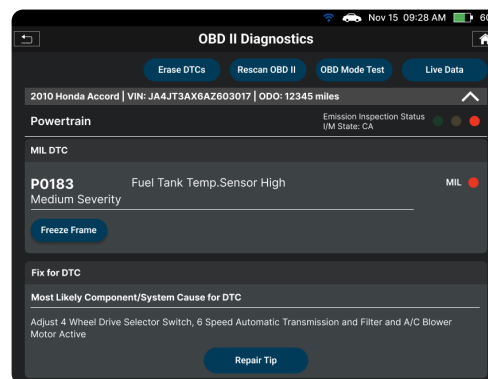 Nov 15 09:28 AM 60
OBD II Diagnostics
Erase DTCs Rescan OBD II OBD Mode Test Live Data
2010 Honda Accord | VIN: JA4JT3AX6AZ603017 | ODO: 12345 miles
Powertrain
Emission Inspection Status
I/M State: CA
MIL DTC
P0183 Fuel Tank Temp.Sensor High MIL
Medium Severity
Freeze Frame
Fix for DTC
Most Likely Component/System Cause for DTC
Adjust 4 Wheel Drive Selector Switch, 6 Speed Automatic Transmission and Filter and A/C Blower
Motor Active
Repair Tip